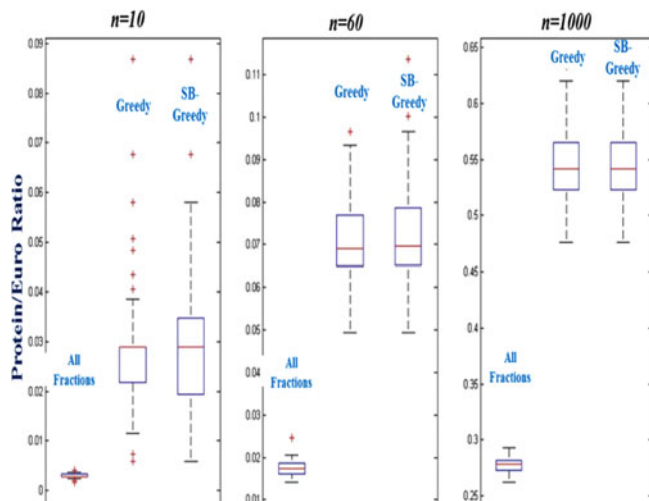 n=10
n=60
n=1000
Protein/Euro Ratio
0.09
0.08
0.07
0.06
0.05
0.04
0.03
0.02
0.01
0
Greedy
SB-
Greedy
All
Fractions
0.11
0.1
0.09
0.08
0.07
0.06
0.05
0.04
0.03
0.02
0.01
Greedy
SB-
Greedy
All
Fractions
0.65
0.6
0.55
0.5
0.45
0.4
0.35
0.3
0.25
Greedy
SB-
Greedy
All
Fractions